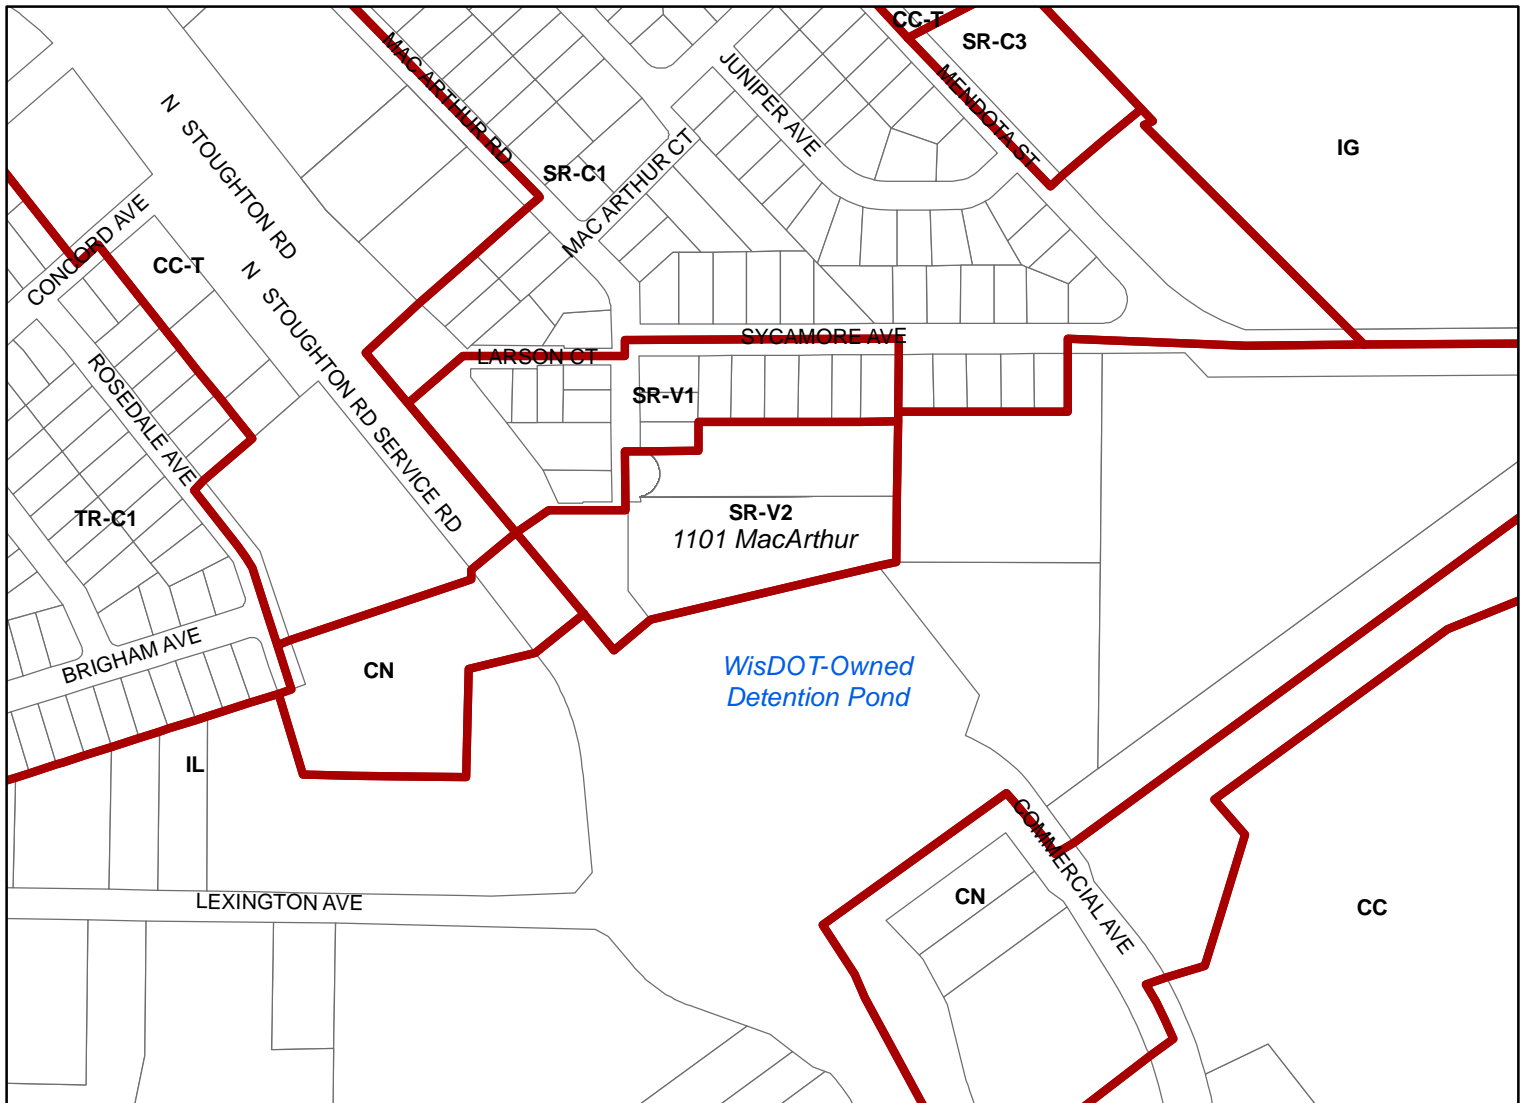 CC-T
SR-C3
MAC ARTHUR RD
JUNIPER AVE
MENDOTA ST
N STOUGHTON RD
IG
SR-C1
MAC ARTHUR CT
CONCORD AVE
CC-T
N STOUGHTON RD SERVICE RD
SYCAMORE AVE
LARSON CT
ROSEDALE AVE
SR-V1
TR-C1
SR-V2
1101 MacArthur
BRIGHAM AVE
CN
WisDOT-Owned
Detention Pond
IL
COMMERCIAL AVE
LEXINGTON AVE
CN
CC